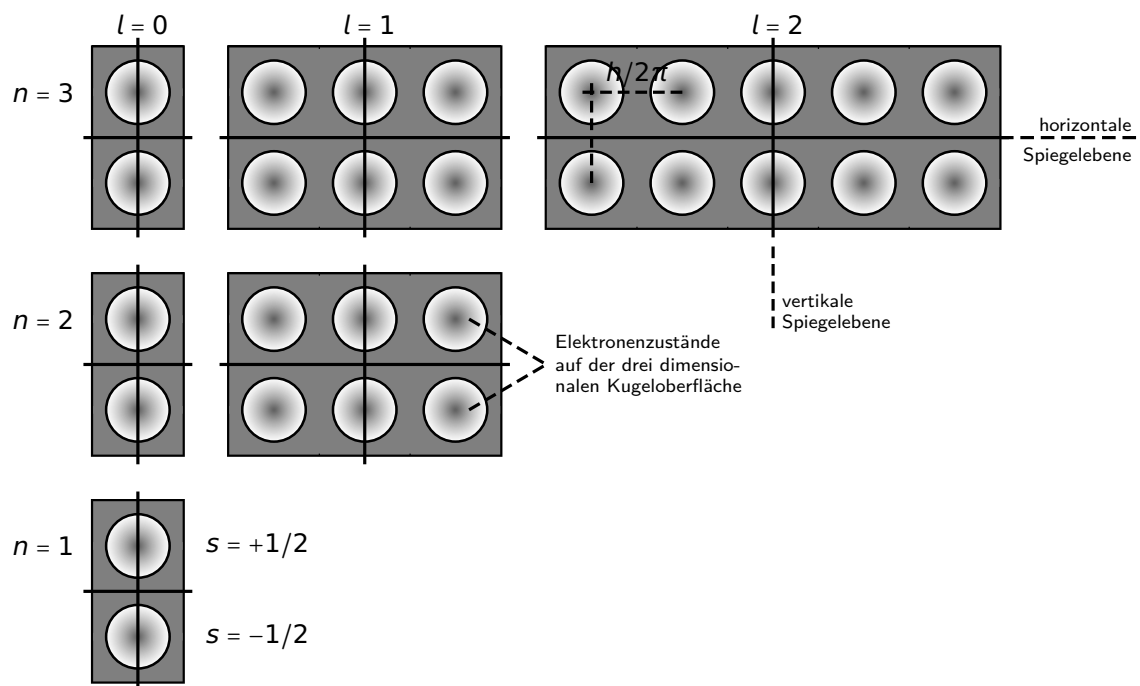 l = 0
l = 1
l = 2
n = 3
h/2π
horizontale
Spiegelebene
n = 2
vertikale
Spiegelebene
Elektronenzustände
auf der drei dimensio-
nalen Kugeloberfläche
n = 1
s = +1/2
s = −1/2